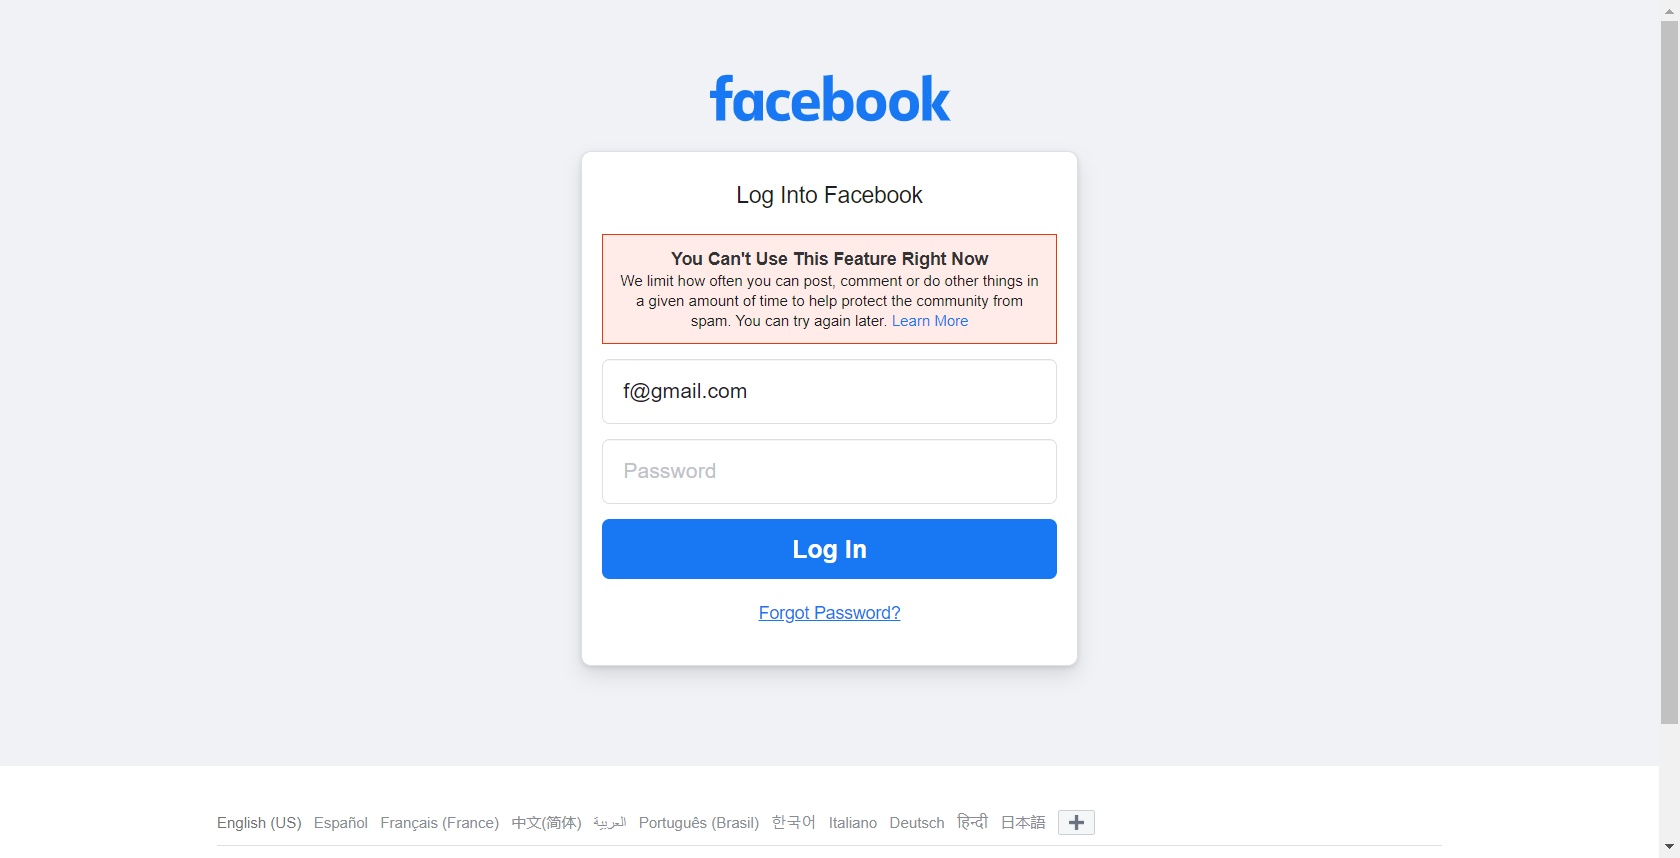 facebook
Log Into Facebook
You Can't Use This Feature Right Now
We limit how often you can post, comment or do other things in
a given amount of time to help protect the community from
spam. You can try again later. Learn More
f@gmail.com
Password
Log In
Forgot Password?
English (US) Español Français (France) 中文(简体) العربية Português (Brasil) 한국어 Italiano Deutsch हिन्दी 日本語